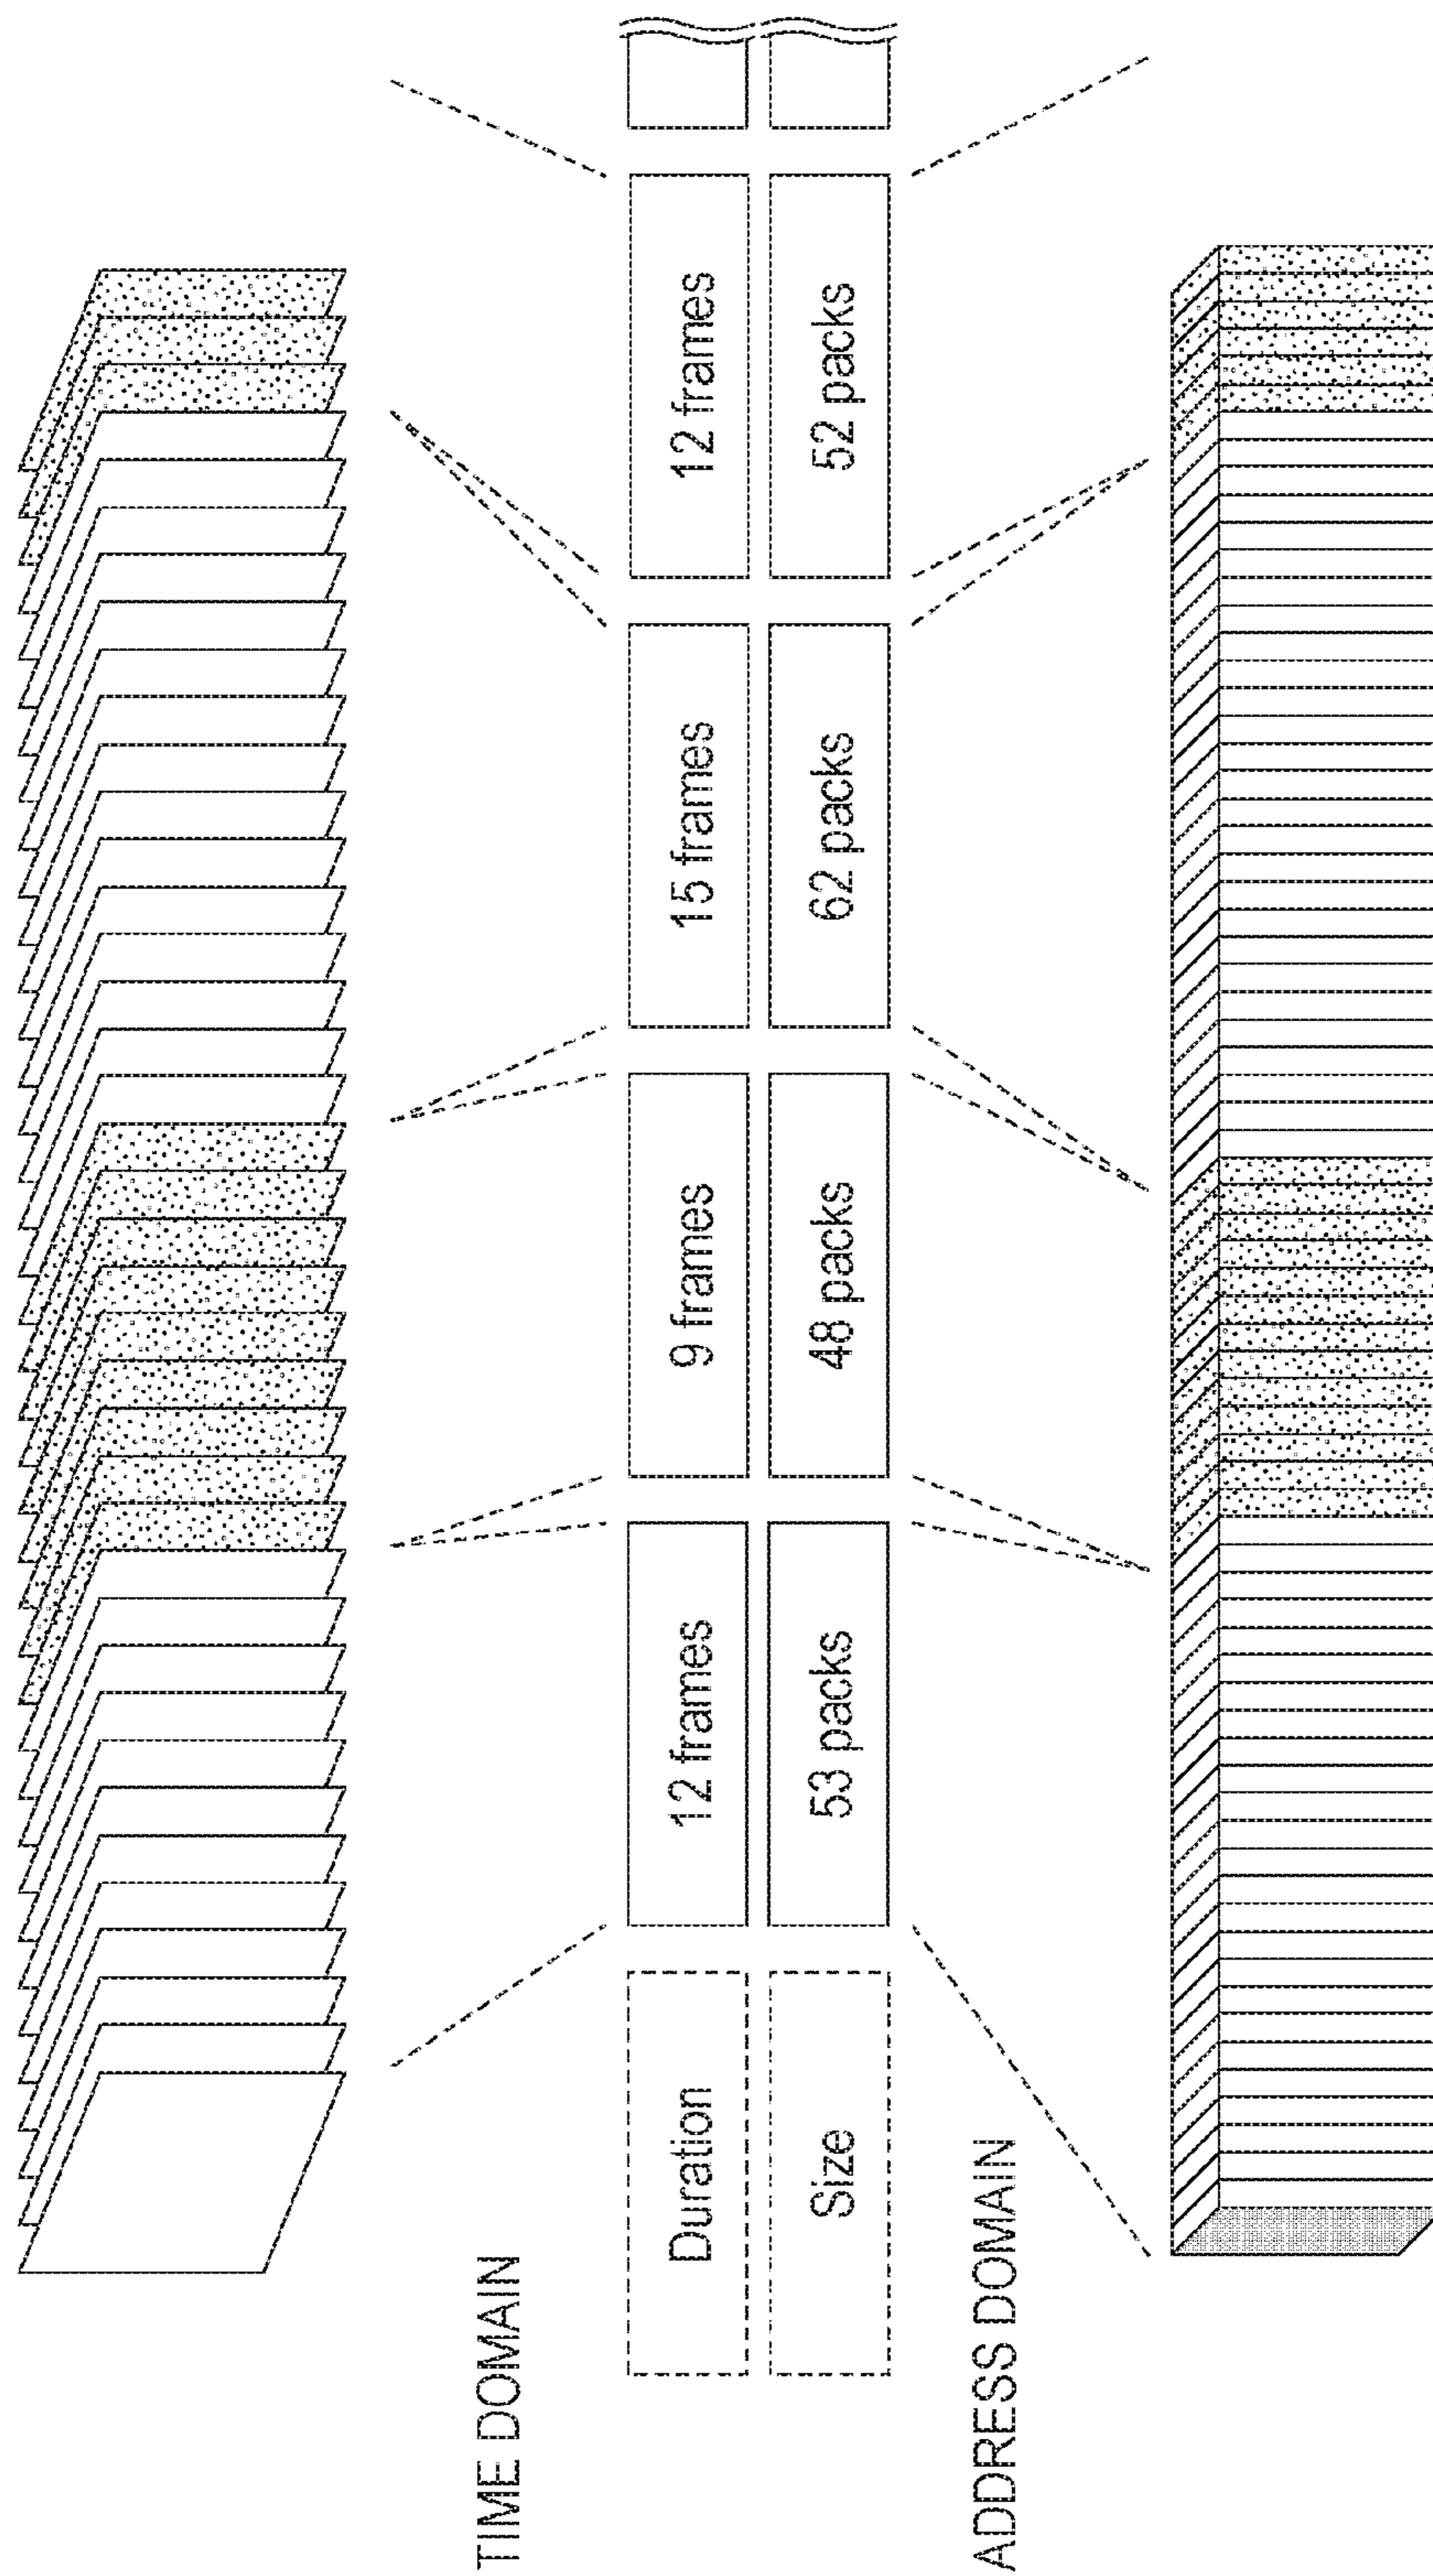 TIME DOMAIN
Duration
12 frames
9 frames
15 frames
12 frames
Size
53 packs
48 packs
62 packs
52 packs
ADDRESS DOMAIN